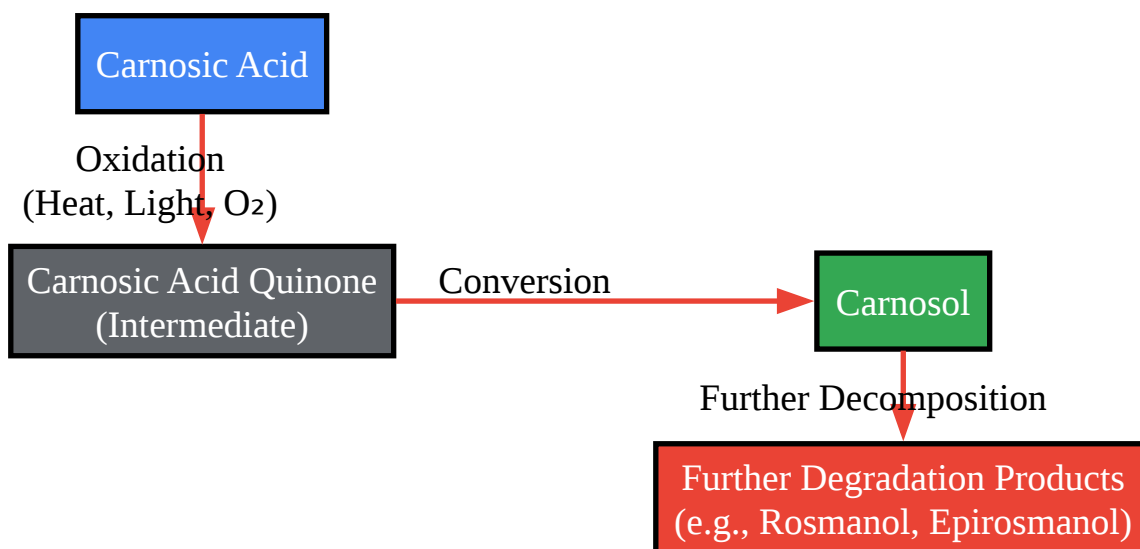 Carnosic Acid
Oxidation
(Heat, Light, O₂)
Carnosic Acid Quinone
(Intermediate)
Conversion
Carnosol
Further Decomposition
Further Degradation Products
(e.g., Rosmanol, Epirosmanol)